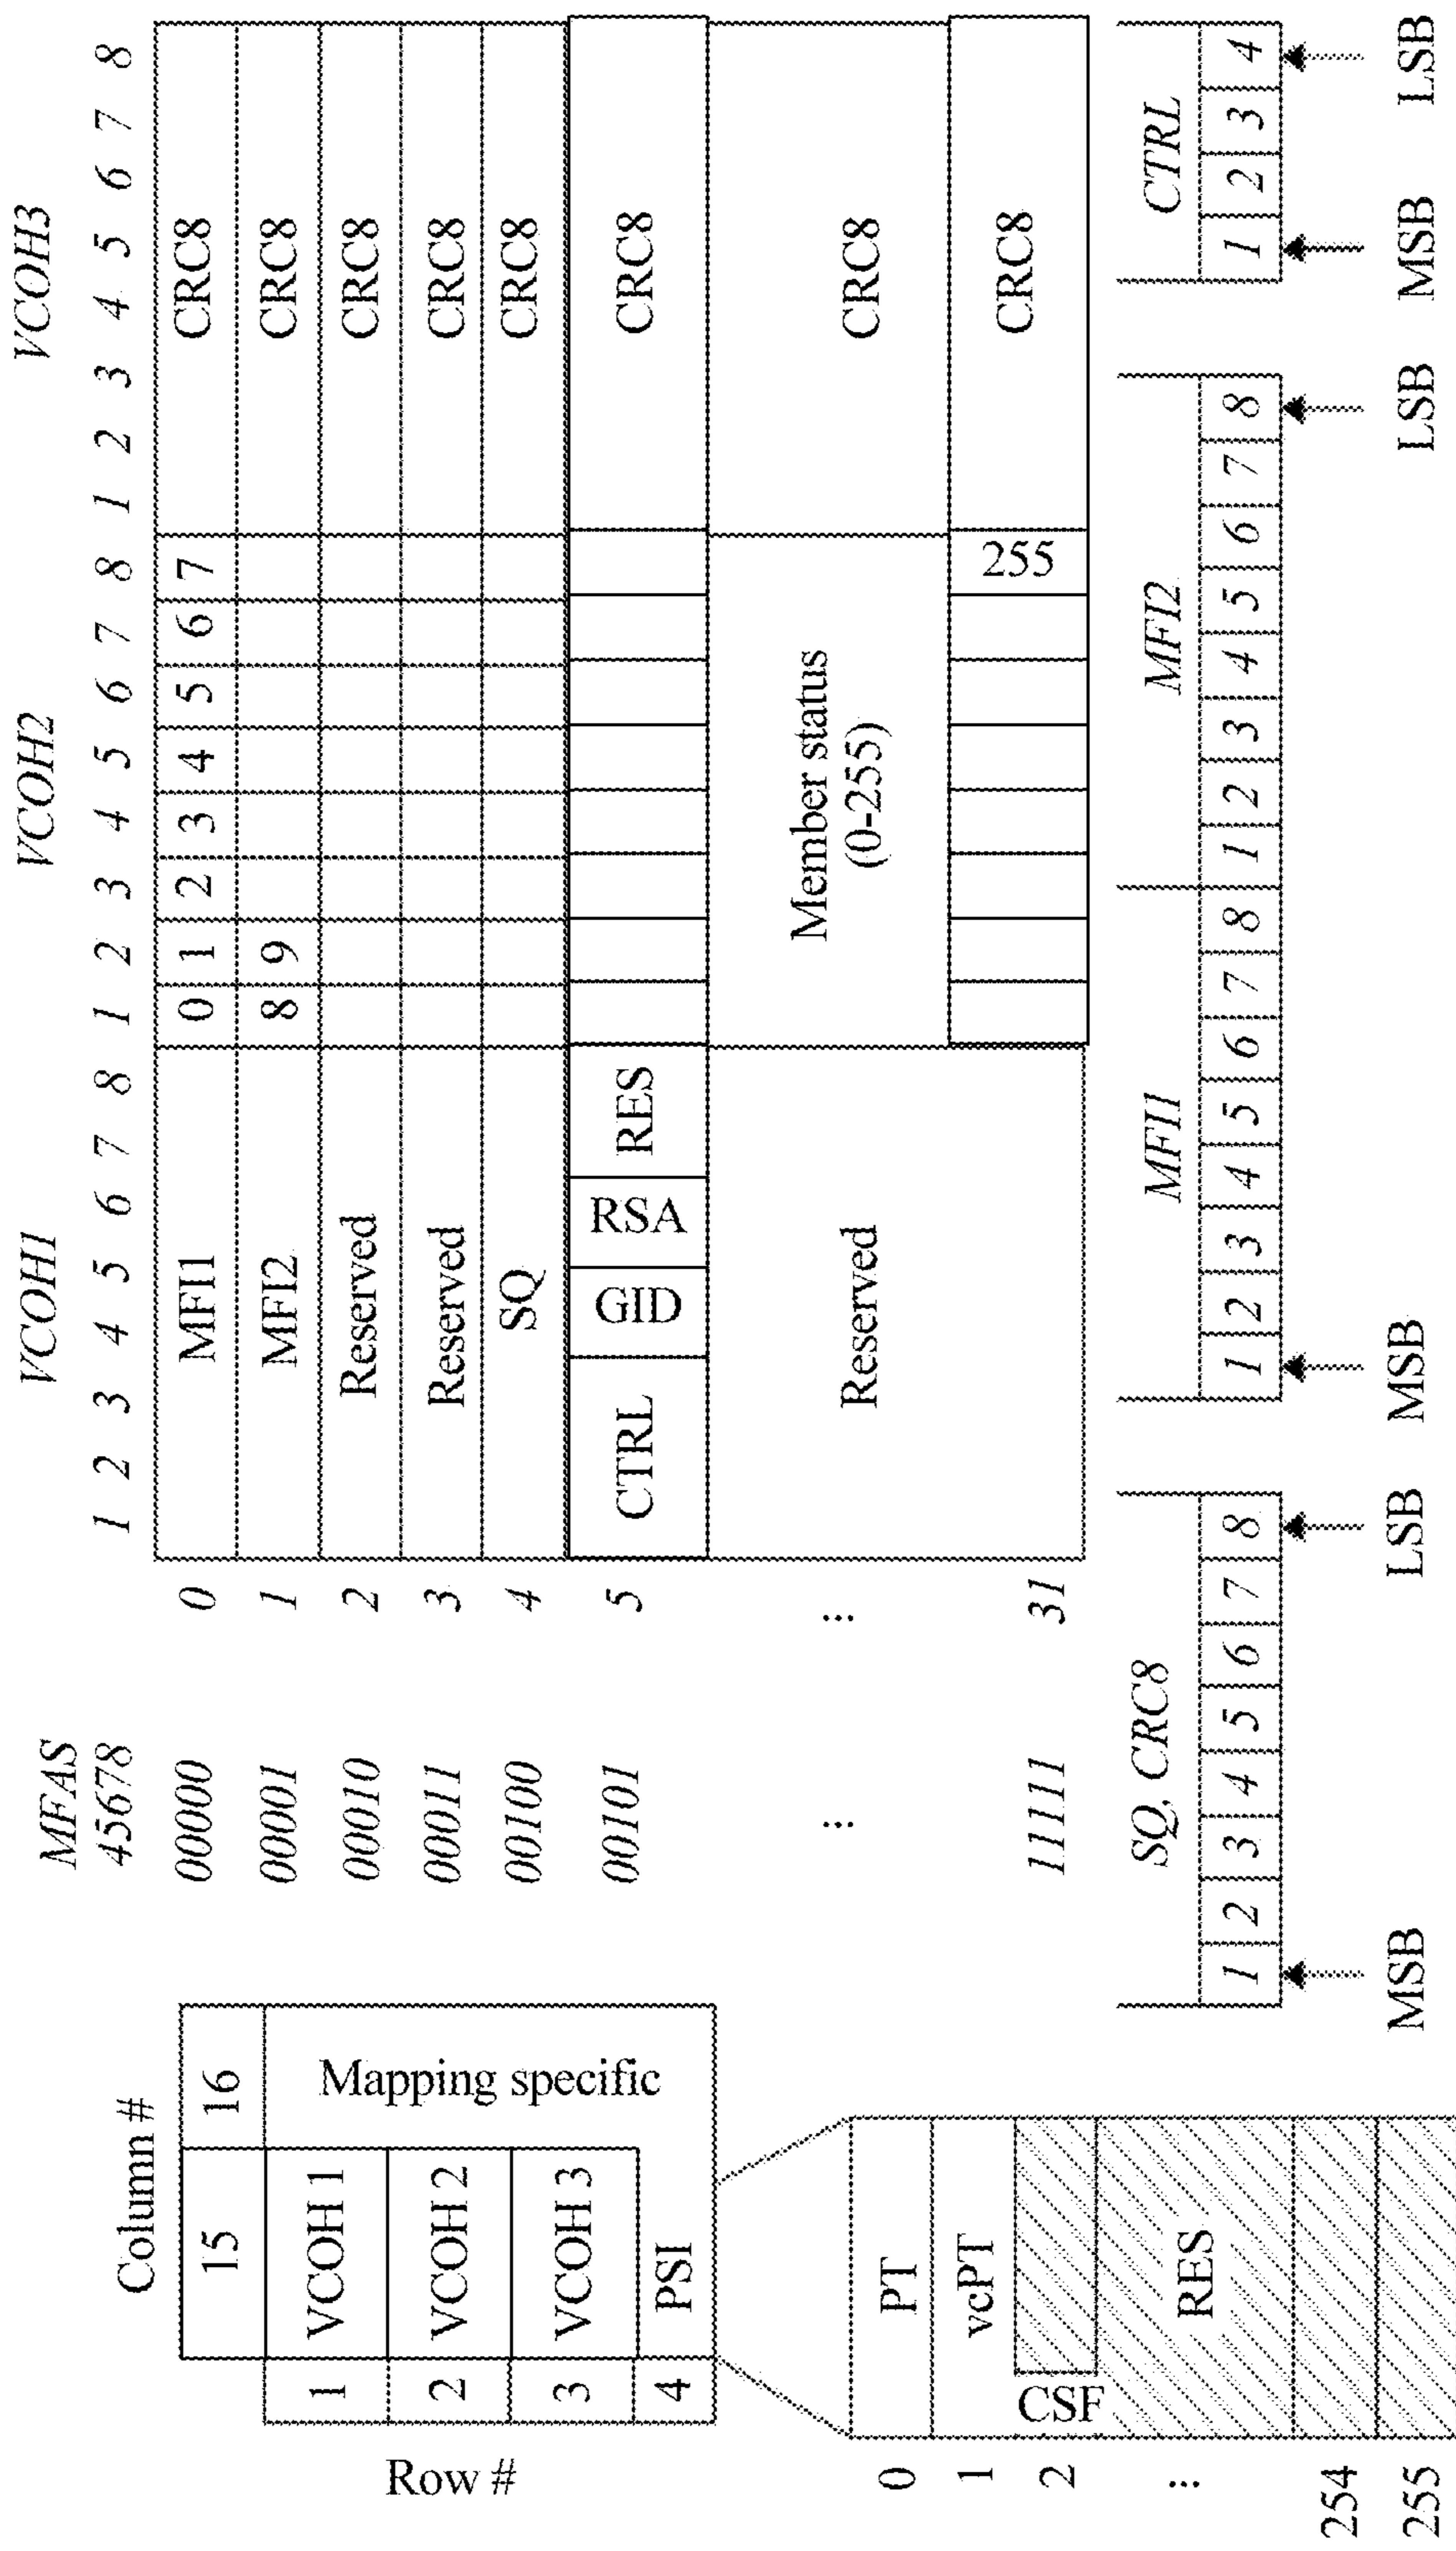 MFAS VCOH1 VCOH2 VCOH3
45678 1 2 3 4 5 6 7 8 1 2 3 4 5 6 7 8 1 2 3 4 5 6 7 8
Column #
15 16
00000 0 MFI1 0 1 2 3 4 5 6 7 CRC8
00001 1 MFI2 8 9 CRC8
00010 2 Reserved CRC8
00011 3 Reserved CRC8
00100 4 SQ CRC8
00101 5 CTRL GID RSA RES CRC8
... ... Reserved Member status CRC8
(0-255)
11111 31 255 CRC8
Row #
1 VCOH 1 Mapping specific
2 VCOH 2
3 VCOH 3
4 PSI
0 PT
1 vcPT
2 CSF
... RES
254
255
SQ, CRC8 MFI1 MFI2 CTRL
1 2 3 4 5 6 7 8 1 2 3 4 5 6 7 8 1 2 3 4 5 6 7 8 1 2 3 4
MSB LSB MSB LSB MSB LSB